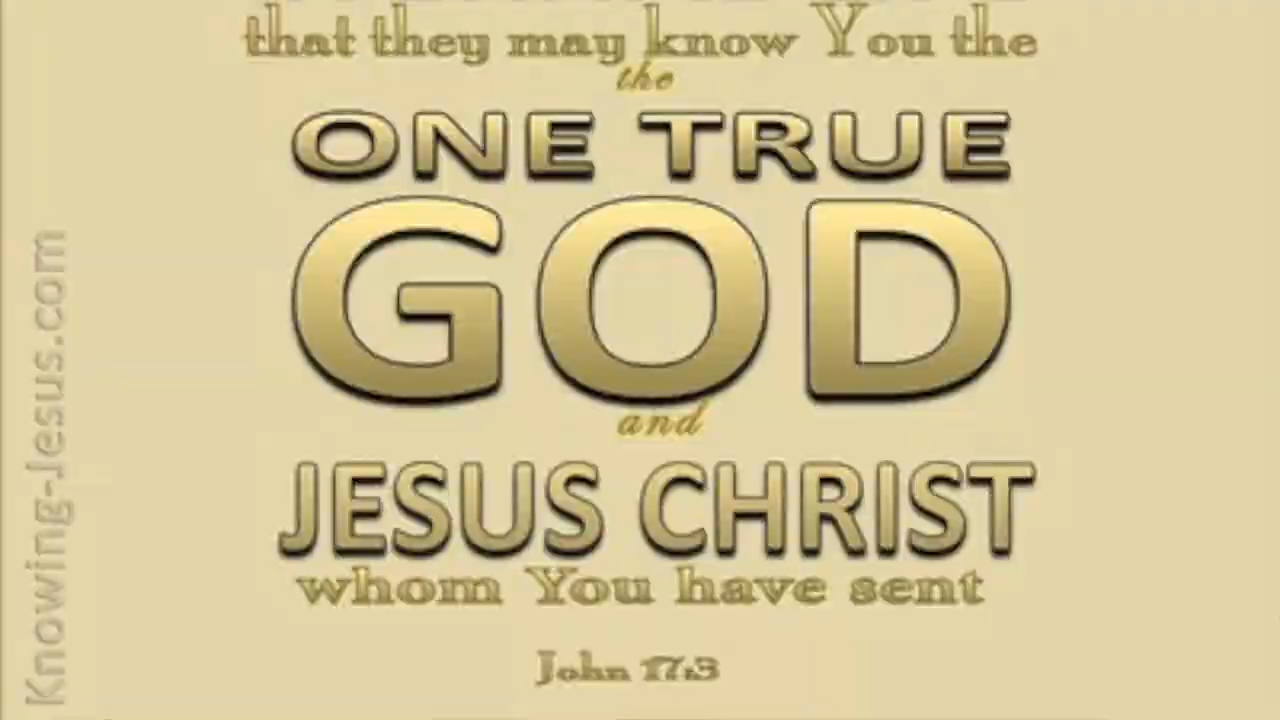 that they may know You the
the
ONE TRUE
GOD
and
JESUS CHRIST
whom You have sent
John 17:3
Knowing-Jesus.com